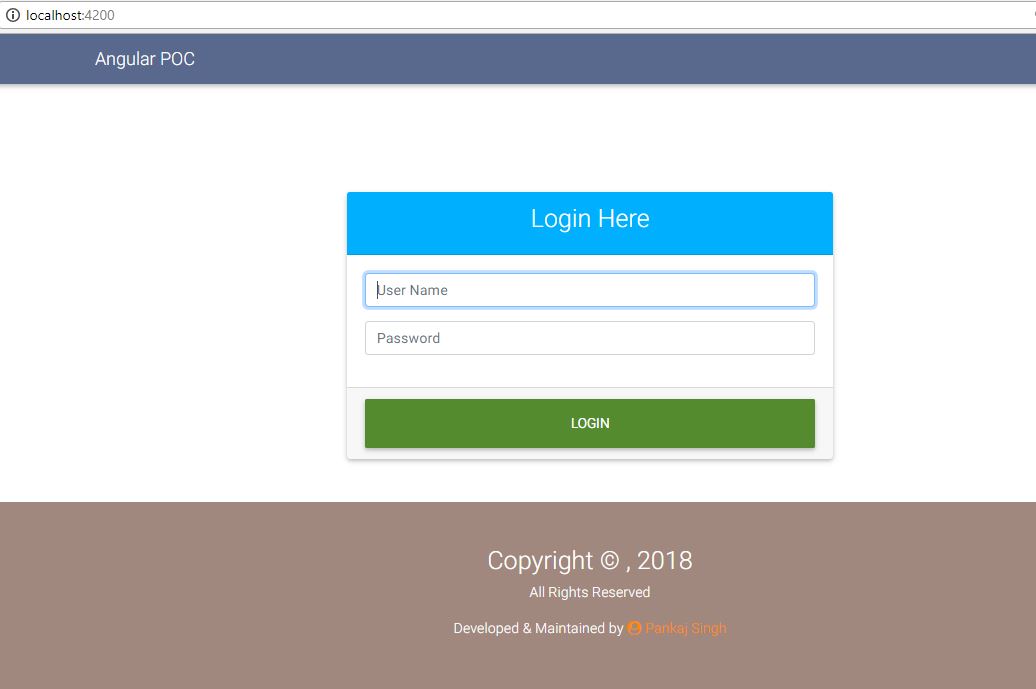 localhost:4200
Angular POC
Login Here
User Name
Password
LOGIN
Copyright © , 2018
All Rights Reserved
Developed & Maintained by Pankaj Singh